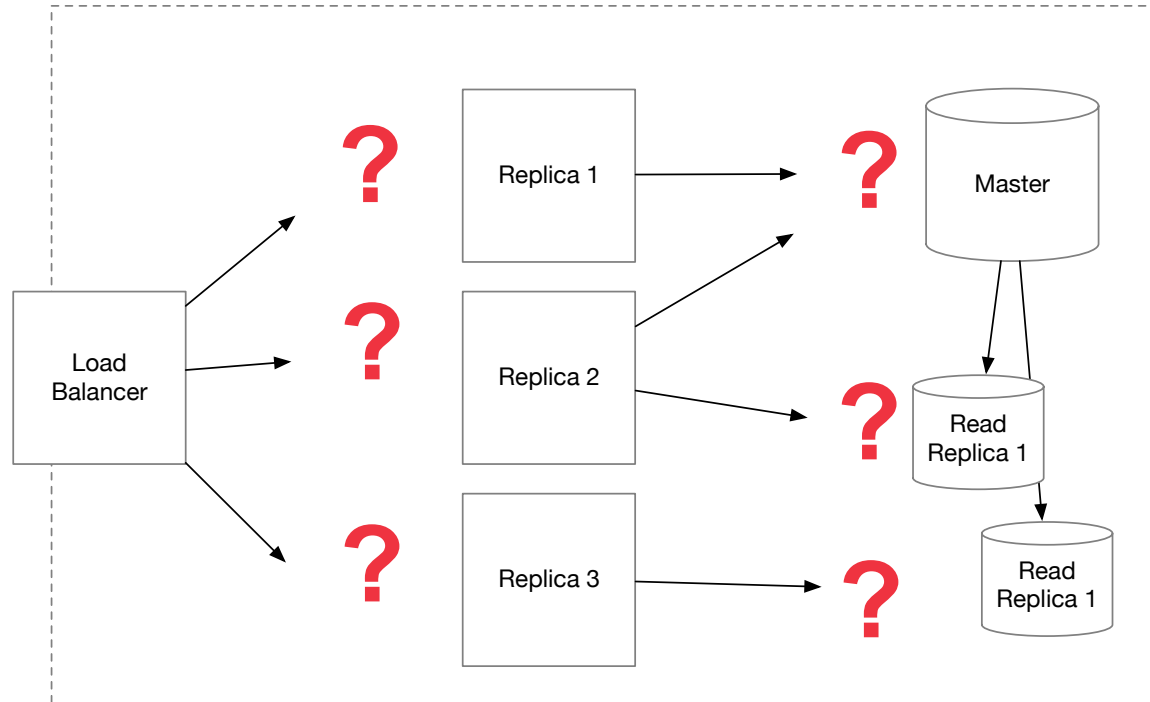 ?
Replica 1
?
Master
Load
Balancer
?
Replica 2
?
Read
Replica 1
?
Replica 3
?
Read
Replica 1